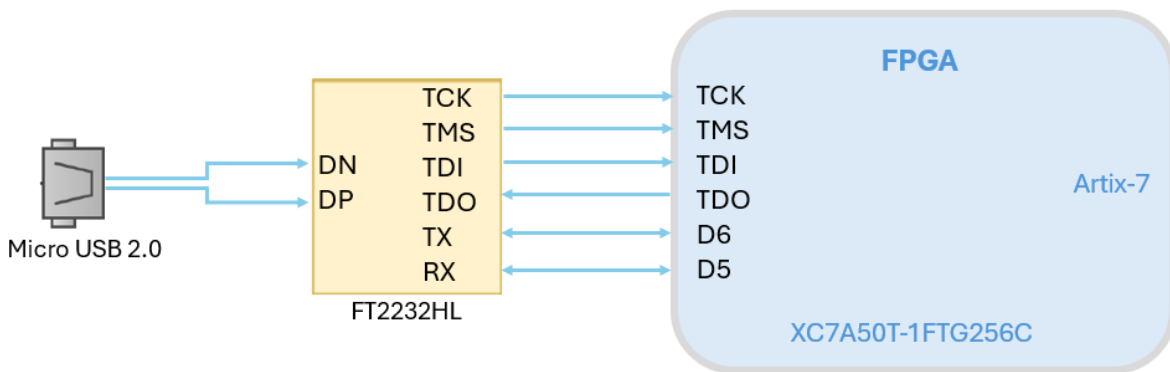 Micro USB 2.0
DN
DP
TCK
TMS
TDI
TDO
TX
RX
FT2232HL
FPGA
TCK
TMS
TDI
TDO
D6
D5
Artix-7
XC7A50T-1FTG256C